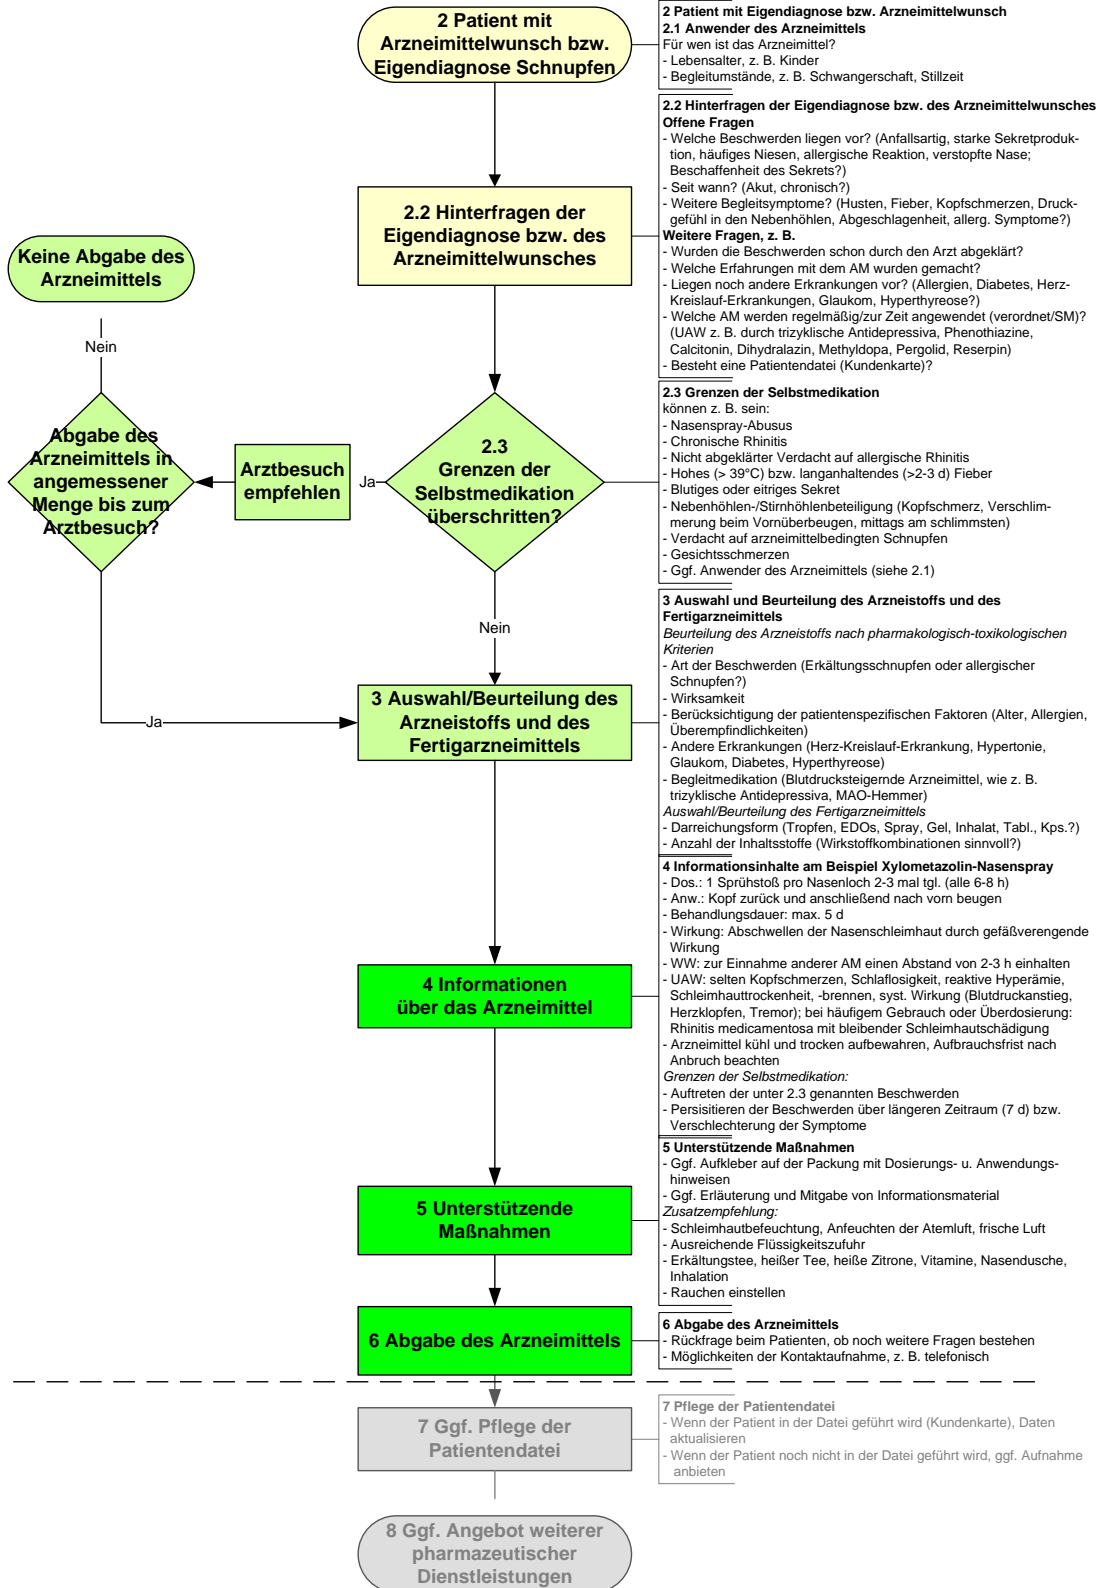 2 Patient mit
Arzneimittelwunsch bzw.
Eigendiagnose Schnupfen
2 Patient mit Eigendiagnose bzw. Arzneimittelwunsch
2.1 Anwender des Arzneimittels
Für wen ist das Arzneimittel?
- Lebensalter, z. B. Kinder
- Begleitumstände, z. B. Schwangerschaft, Stillzeit
2.2 Hinterfragen der
Eigendiagnose bzw. des
Arzneimittelwunsches
2.2 Hinterfragen der Eigendiagnose bzw. des Arzneimittelwunsches
Offene Fragen
- Welche Beschwerden liegen vor? (Anfallsartig, starke Sekretproduk-
tion, häufiges Niesen, allergische Reaktion, verstopfte Nase;
Beschaffenheit des Sekrets?)
- Seit wann? (Akut, chronisch?)
- Weitere Begleitsymptome? (Husten, Fieber, Kopfschmerzen, Druck-
gefühl in den Nebenhöhlen, Abgeschlagenheit, allerg. Symptome?)
Weitere Fragen, z. B.
- Wurden die Beschwerden schon durch den Arzt abgeklärt?
- Welche Erfahrungen mit dem AM wurden gemacht?
- Liegen noch andere Erkrankungen vor? (Allergien, Diabetes, Herz-
Kreislauf-Erkrankungen, Glaukom, Hyperthyreose?)
- Welche AM werden regelmäßig/zur Zeit angewendet (verordnet/SM)?
(UAW z. B. durch trizyklische Antidepressiva, Phenothiazine,
Calcitonin, Dihydralazin, Methyldopa, Pergolid, Reserpin)
- Besteht eine Patientendatei (Kundenkarte)?
Keine Abgabe des
Arzneimittels
Nein
Abgabe des
Arzneimittels in
angemessener
Menge bis zum
Arztbesuch?
Arztbesuch
empfehlen
Ja
2.3
Grenzen der
Selbstmedikation
überschritten?
2.3 Grenzen der Selbstmedikation
können z. B. sein:
- Nasenspray-Abusus
- Chronische Rhinitis
- Nicht abgeklärter Verdacht auf allergische Rhinitis
- Hohes (> 39°C) bzw. langanhaltendes (>2-3 d) Fieber
- Blutiges oder eitriges Sekret
- Nebenhöhlen-/Stirnhöhlenbeteiligung (Kopfschmerz, Verschlim-
merung beim Vornüberbeugen, mittags am schlimmsten)
- Verdacht auf arzneimittelbedingten Schnupfen
- Gesichtsschmerzen
- Ggf. Anwender des Arzneimittels (siehe 2.1)
Nein
Ja
3 Auswahl/Beurteilung des
Arzneistoffs und des
Fertigarzneimittels
3 Auswahl und Beurteilung des Arzneistoffs und des
Fertigarzneimittels
Beurteilung des Arzneistoffs nach pharmakologisch-toxikologischen
Kriterien
- Art der Beschwerden (Erkältungsschnupfen oder allergischer
Schnupfen?)
- Wirksamkeit
- Berücksichtigung der patientenspezifischen Faktoren (Alter, Allergien,
Überempfindlichkeiten)
- Andere Erkrankungen (Herz-Kreislauf-Erkrankung, Hypertonie,
Glaukom, Diabetes, Hyperthyreose)
- Begleitmedikation (Blutdrucksteigernde Arzneimittel, wie z. B.
trizyklische Antidepressiva, MAO-Hemmer)
Auswahl/Beurteilung des Fertigarzneimittels
- Darreichungsform (Tropfen, EDOs, Spray, Gel, Inhalat, Tabl., Kps.?)
- Anzahl der Inhaltsstoffe (Wirkstoffkombinationen sinnvoll?)
4 Informationen
über das Arzneimittel
4 Informationsinhalte am Beispiel Xylometazolin-Nasenspray
- Dos.: 1 Sprühstoß pro Nasenloch 2-3 mal tgl. (alle 6-8 h)
- Anw.: Kopf zurück und anschließend nach vorn beugen
- Behandlungsdauer: max. 5 d
- Wirkung: Abschwellen der Nasenschleimhaut durch gefäßverengende
Wirkung
- WW: zur Einnahme anderer AM einen Abstand von 2-3 h einhalten
- UAW: selten Kopfschmerzen, Schlaflosigkeit, reaktive Hyperämie,
Schleimhauttrockenheit, -brennen, syst. Wirkung (Blutdruckanstieg,
Herzklopfen, Tremor); bei häufigem Gebrauch oder Überdosierung:
Rhinitis medicamentosa mit bleibender Schleimhautschädigung
- Arzneimittel kühl und trocken aufbewahren, Aufbrauchsfrist nach
Anbruch beachten
Grenzen der Selbstmedikation:
- Auftreten der unter 2.3 genannten Beschwerden
- Persisitieren der Beschwerden über längeren Zeitraum (7 d) bzw.
Verschlechterung der Symptome
5 Unterstützende
Maßnahmen
5 Unterstützende Maßnahmen
- Ggf. Aufkleber auf der Packung mit Dosierungs- u. Anwendungs-
hinweisen
- Ggf. Erläuterung und Mitgabe von Informationsmaterial
Zusatzempfehlung:
- Schleimhautbefeuchtung, Anfeuchten der Atemluft, frische Luft
- Ausreichende Flüssigkeitszufuhr
- Erkältungstee, heißer Tee, heiße Zitrone, Vitamine, Nasendusche,
Inhalation
- Rauchen einstellen
6 Abgabe des Arzneimittels
6 Abgabe des Arzneimittels
- Rückfrage beim Patienten, ob noch weitere Fragen bestehen
- Möglichkeiten der Kontaktaufnahme, z. B. telefonisch
7 Ggf. Pflege der
Patientendatei
7 Pflege der Patientendatei
- Wenn der Patient in der Datei geführt wird (Kundenkarte), Daten
aktualisieren
- Wenn der Patient noch nicht in der Datei geführt wird, ggf. Aufnahme
anbieten
8 Ggf. Angebot weiterer
pharmazeutischer
Dienstleistungen